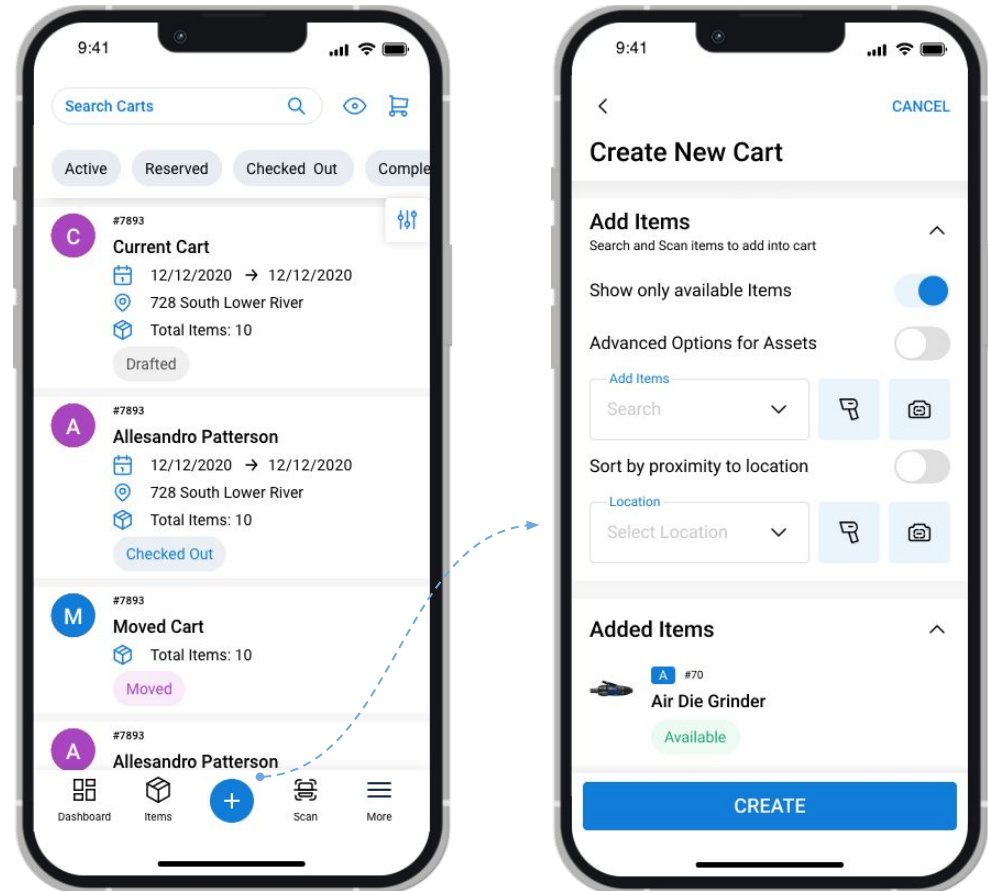 9:41
Search Carts
Active Reserved Checked Out Comple
#7893
C
Current Cart
1 12/12/2020 → 12/12/2020
728 South Lower River
Total Items: 10
Drafted
#7893
A
Allesandro Patterson
1 12/12/2020 → 12/12/2020
728 South Lower River
Total Items: 10
Checked Out
#7893
M
Moved Cart
Total Items: 10
Moved
#7893
A
Allesandro Patterson
+
Dashboard Items Scan More
9:41
< CANCEL
Create New Cart
Add Items
Search and Scan items to add into cart
Show only available Items
Advanced Options for Assets
Add Items
Search
Sort by proximity to location
Location
Select Location
Added Items
A #70
Air Die Grinder
Available
CREATE